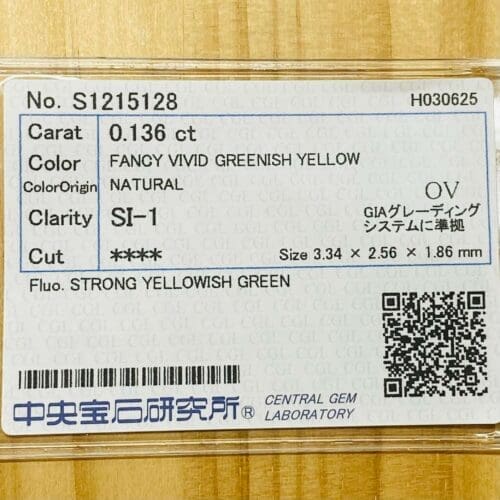 No. S1215128 H030625
Carat 0.136 ct
Color FANCY VIVID GREENISH YELLOW
ColorOrigin NATURAL
Clarity SI-1
OV
GIAグレーディング
システムに準拠
Cut **** Size 3.34 × 2.56 × 1.86 mm
Fluo. STRONG YELLOWISH GREEN
中央宝石研究所® CENTRAL GEM
LABORATORY